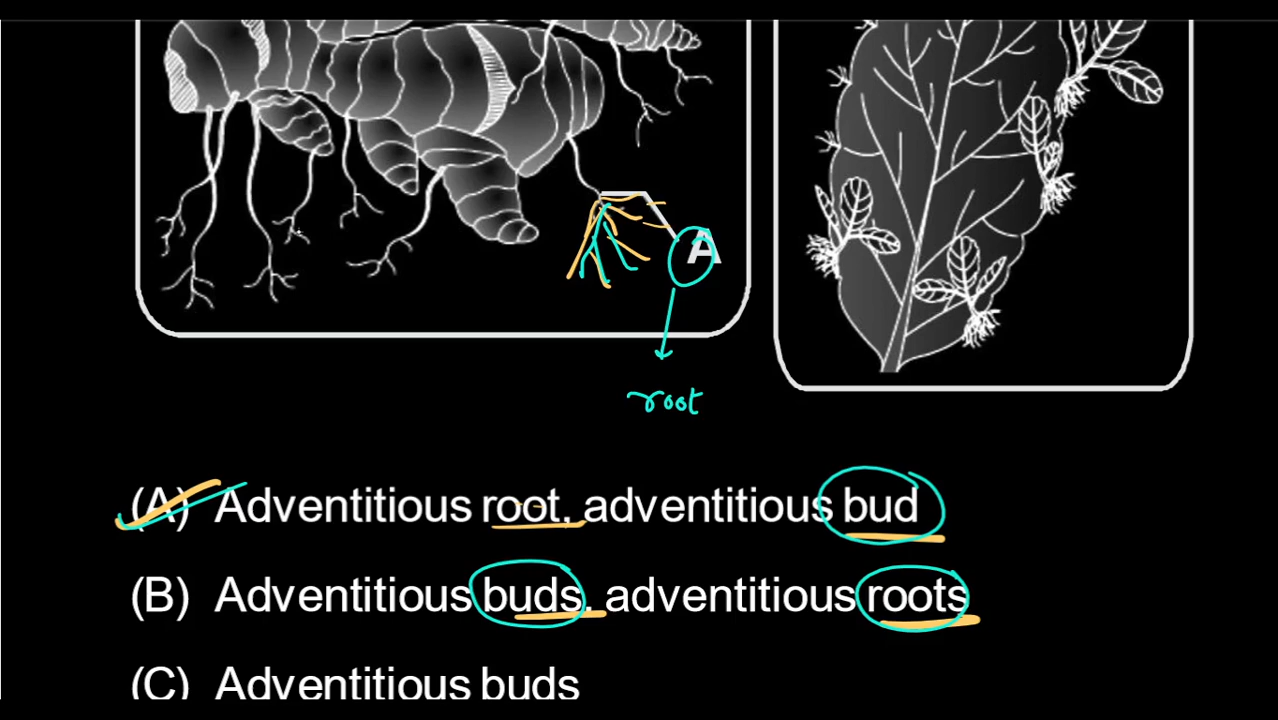 A
root
(A) Adventitious root, adventitious bud
(B) Adventitious buds, adventitious roots
(C) Adventitious buds